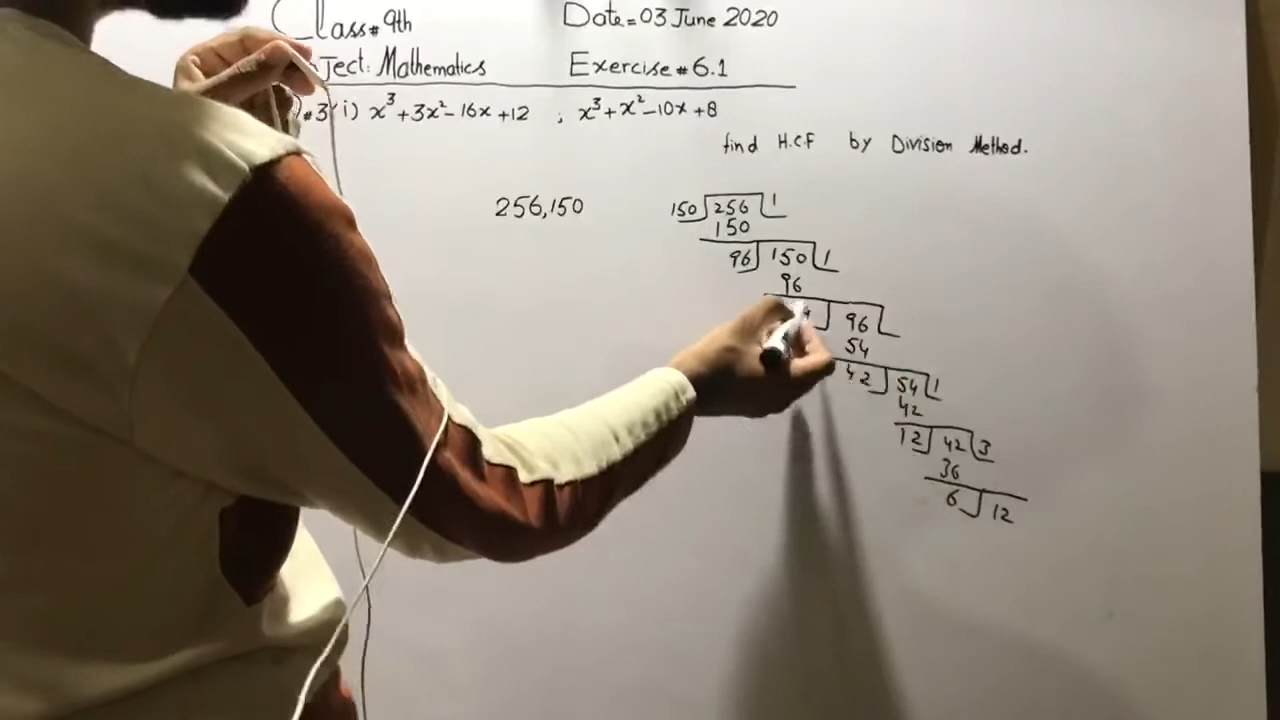 Class# 9th Date=03 June 2020
ject: Mathematics Exercise#6.1
#3(i) x³+3x²-16x+12 ; x³+x²-10x+8
find H.C.F by Division Method.
256,150 150 256 1
150
96 150 1
96
4 96
54
42 54 1
42
12 42 3
36
6 12